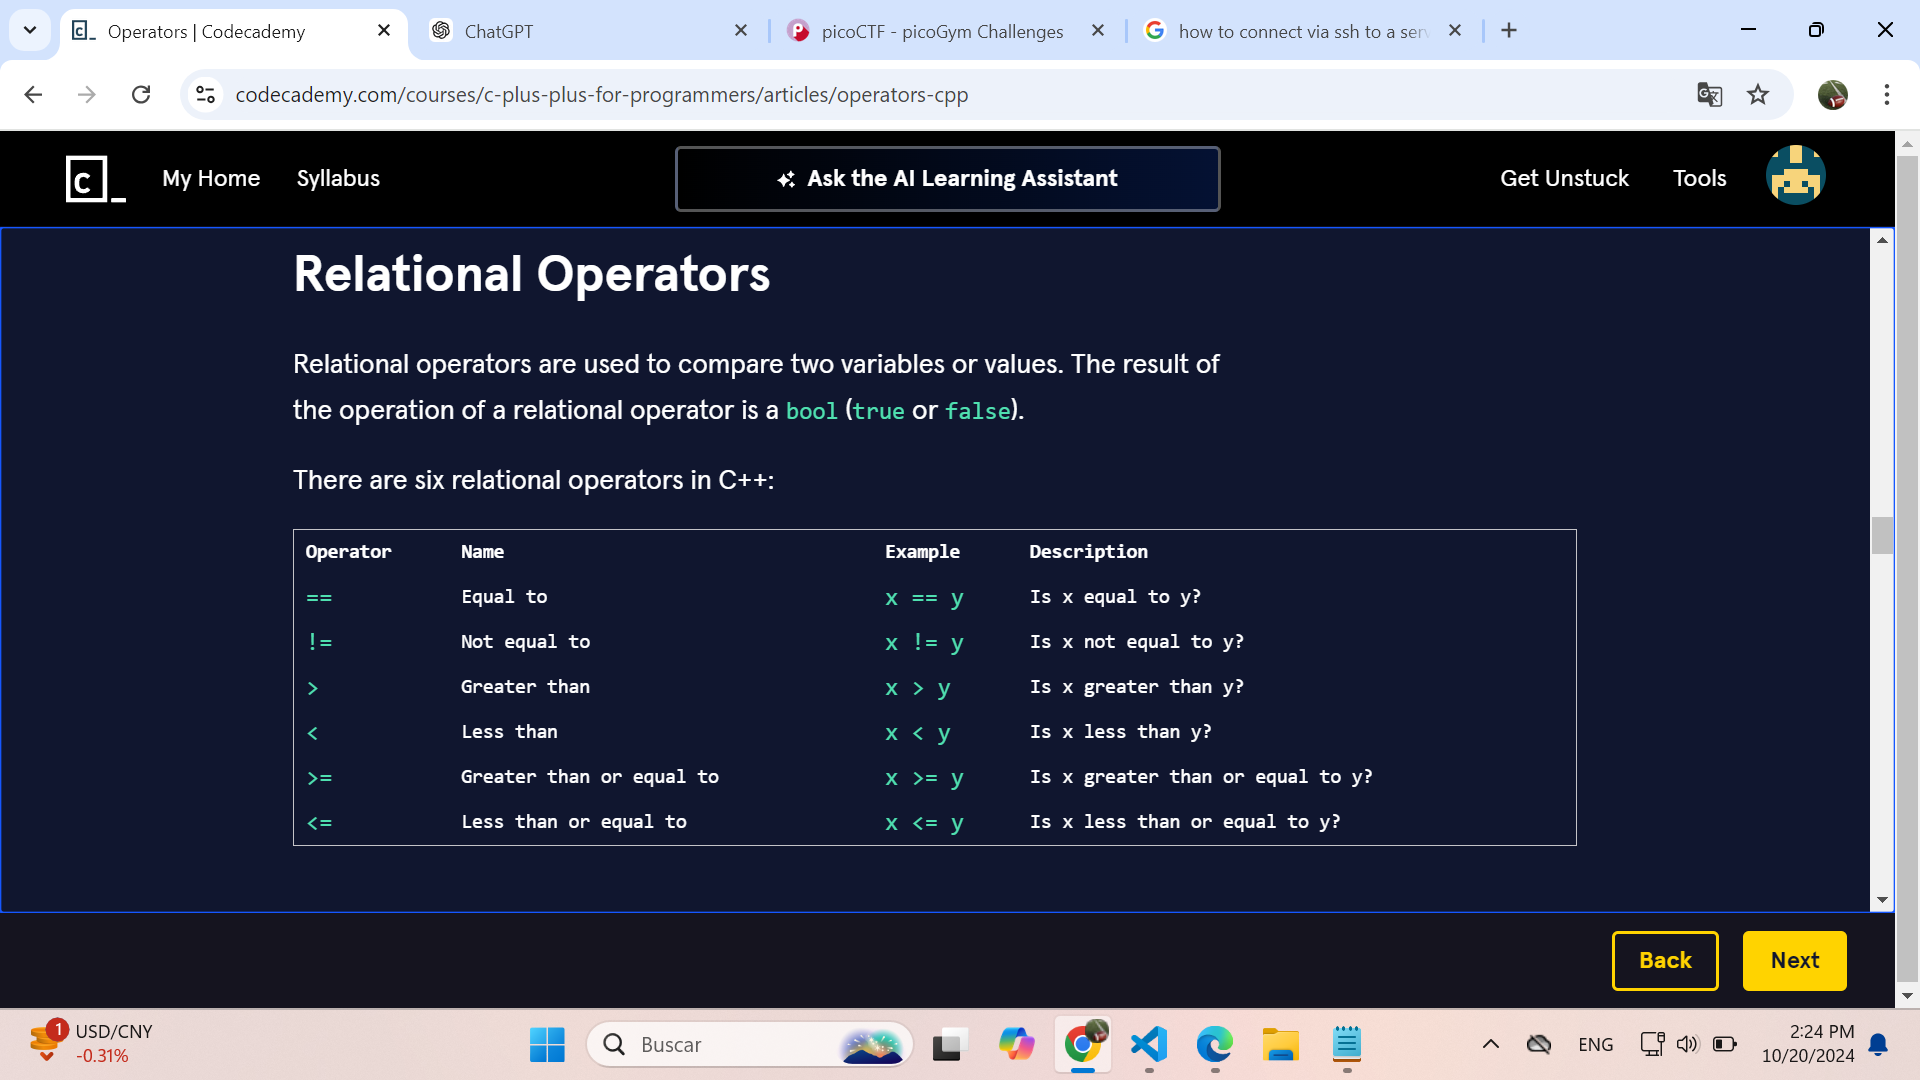 Operators | Codecademy
ChatGPT
picoCTF - picoGym Challenges
how to connect via ssh to a serv
codecademy.com/courses/c-plus-plus-for-programmers/articles/operators-cpp
My Home
Syllabus
Ask the AI Learning Assistant
Get Unstuck
Tools
Relational Operators
Relational operators are used to compare two variables or values. The result of
the operation of a relational operator is a bool (true or false).
There are six relational operators in C++:
Operator Name Example Description
== Equal to x == y Is x equal to y?
!= Not equal to x != y Is x not equal to y?
> Greater than x > y Is x greater than y?
< Less than x < y Is x less than y?
>= Greater than or equal to x >= y Is x greater than or equal to y?
<= Less than or equal to x <= y Is x less than or equal to y?
Back
Next
1
USD/CNY
-0.31%
Buscar
ENG
2:24 PM
10/20/2024